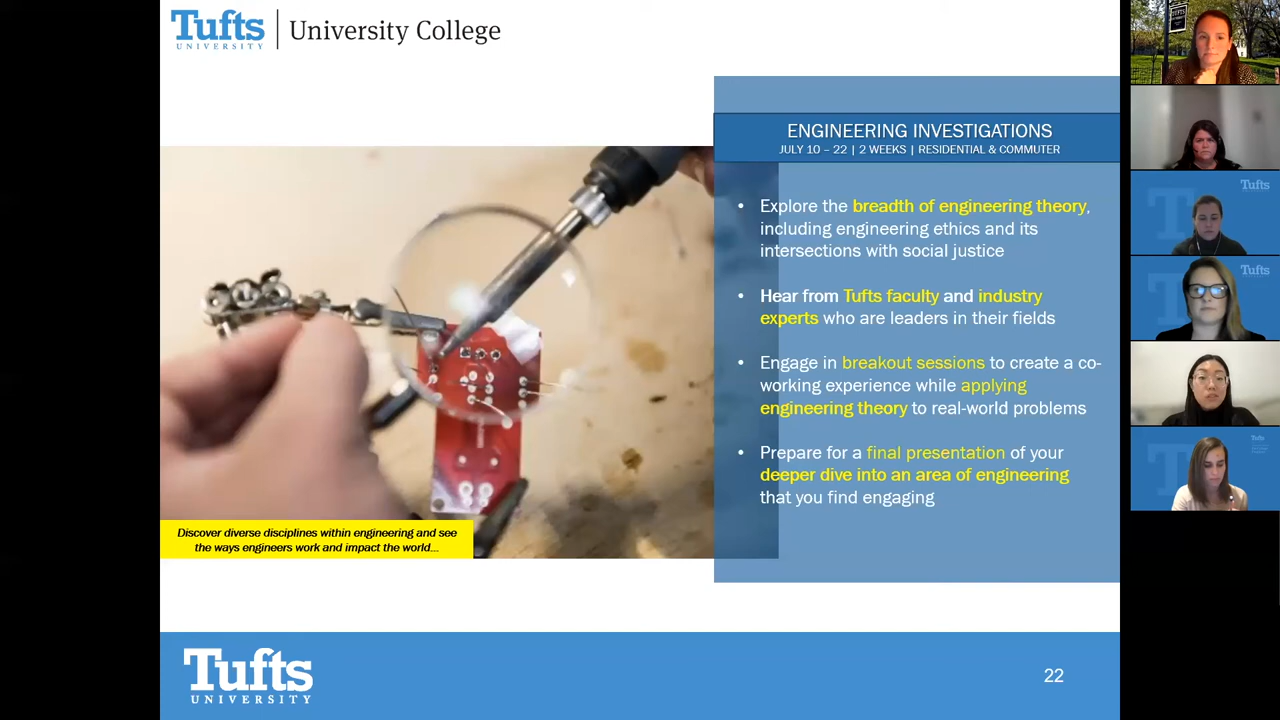 Tufts
UNIVERSITY
University College
ENGINEERING INVESTIGATIONS
JULY 10 – 22 | 2 WEEKS | RESIDENTIAL & COMMUTER
• Explore the breadth of engineering theory,
including engineering ethics and its
intersections with social justice
• Hear from Tufts faculty and industry
experts who are leaders in their fields
• Engage in breakout sessions to create a co-
working experience while applying
engineering theory to real-world problems
• Prepare for a final presentation of your
deeper dive into an area of engineering
that you find engaging
Discover diverse disciplines within engineering and see
the ways engineers work and impact the world...
Tufts
UNIVERSITY
22
TUFTS
Tufts
Tufts
Tufts